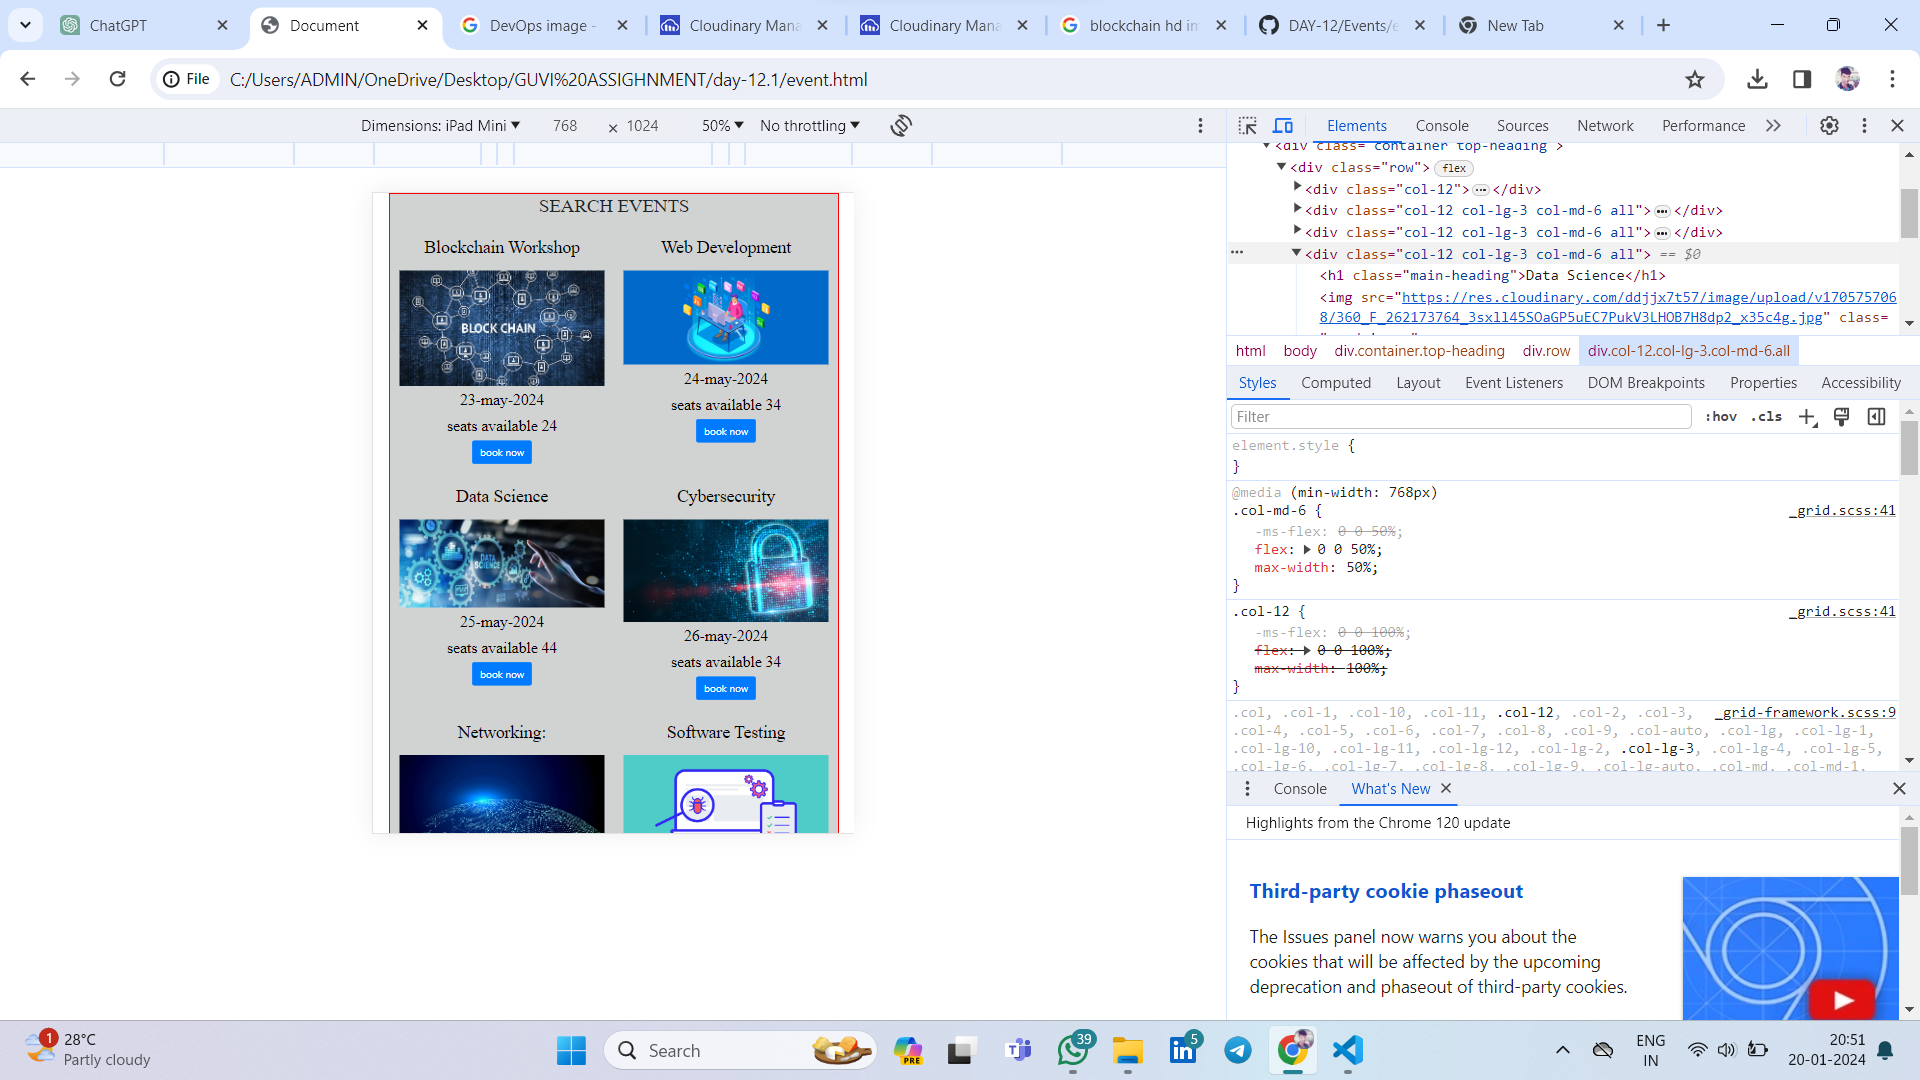 ChatGPT
Document
DevOps image -
Cloudinary Mana
Cloudinary Mana
blockchain hd im
DAY-12/Events/e
New Tab
File
C:/Users/ADMIN/OneDrive/Desktop/GUVI%20ASSIGHNMENT/day-12.1/event.html
Dimensions: iPad Mini 768 × 1024 50% No throttling
Elements Console Sources Network Performance
<div class="container top-heading">
<div class="row"> flex
<div class="col-12"> … </div>
<div class="col-12 col-lg-3 col-md-6 all"> … </div>
<div class="col-12 col-lg-3 col-md-6 all"> … </div>
<div class="col-12 col-lg-3 col-md-6 all"> == $0
<h1 class="main-heading">Data Science</h1>
<img src="https://res.cloudinary.com/ddjjx7t57/image/upload/v170575706
8/360_F_262173764_3sxll45SOaGP5uEC7PukV3LHOB7H8dp2_x35c4g.jpg" class=
html body div.container.top-heading div.row div.col-12.col-lg-3.col-md-6.all
Styles Computed Layout Event Listeners DOM Breakpoints Properties Accessibility
Filter
:hov .cls
element.style {
}
@media (min-width: 768px)
.col-md-6 { _grid.scss:41
-ms-flex: 0 0 50%;
flex: 0 0 50%;
max-width: 50%;
}
.col-12 { _grid.scss:41
-ms-flex: 0 0 100%;
flex: 0 0 100%;
max-width: 100%;
}
.col, .col-1, .col-10, .col-11, .col-12, .col-2, .col-3, _grid-framework.scss:9
.col-4, .col-5, .col-6, .col-7, .col-8, .col-9, .col-auto, .col-lg, .col-lg-1,
.col-lg-10, .col-lg-11, .col-lg-12, .col-lg-2, .col-lg-3, .col-lg-4, .col-lg-5,
.col-lg-6, .col-lg-7, .col-lg-8, .col-lg-9, .col-lg-auto, .col-md, .col-md-1,
Console What's New
Highlights from the Chrome 120 update
Third-party cookie phaseout
The Issues panel now warns you about the
cookies that will be affected by the upcoming
deprecation and phaseout of third-party cookies.
SEARCH EVENTS
Blockchain Workshop
BLOCK CHAIN
23-may-2024
seats available 24
book now
Web Development
24-may-2024
seats available 34
book now
Data Science
DATA
SCIENCE
25-may-2024
seats available 44
book now
Cybersecurity
26-may-2024
seats available 34
book now
Networking:
Software Testing
1
28°C
Partly cloudy
Search
PRE
39
5
ENG
IN
20:51
20-01-2024